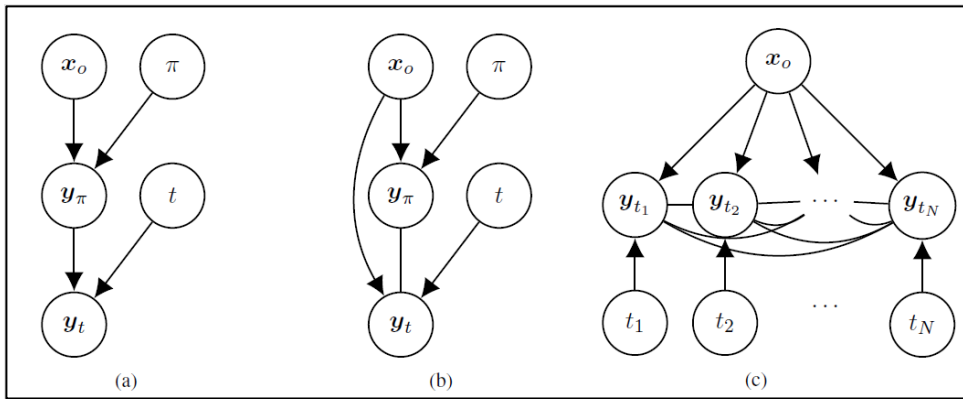 x_o π x_o π x_o
y_π t y_π t y_{t_1} y_{t_2} ··· y_{t_N}
y_t y_t t_1 t_2 ··· t_N
(a) (b) (c)